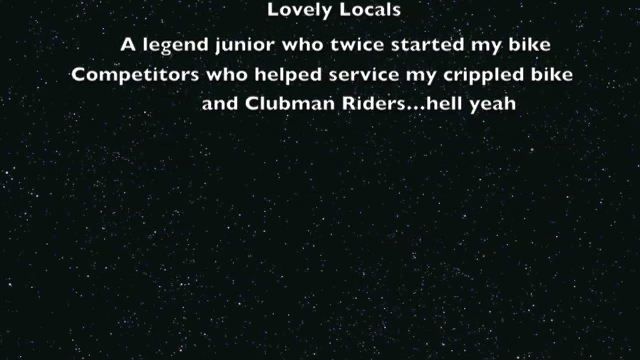 Lovely Locals
A legend junior who twice started my bike
Competitors who helped service my crippled bike
and Clubman Riders...hell yeah